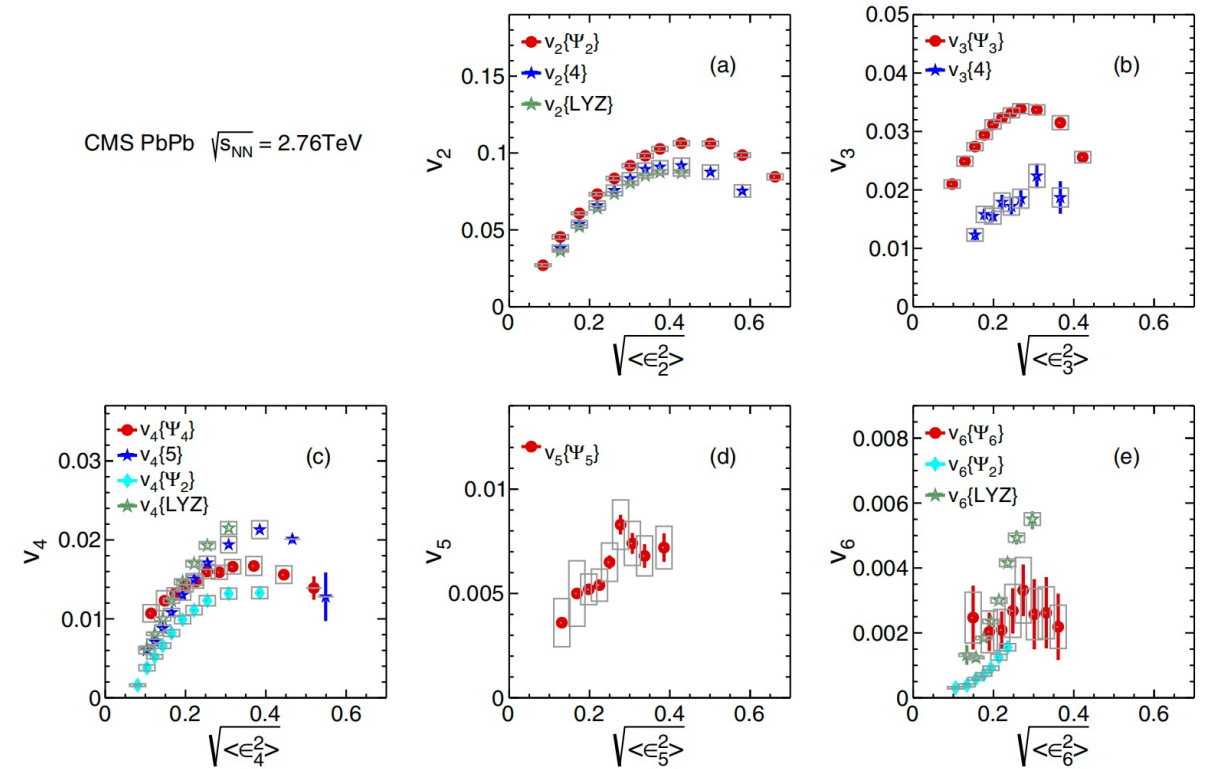 CMS PbPb √s_NN = 2.76TeV
v₂{Ψ₂}
v₂{4}
v₂{LYZ}
(a)
0.15
0.1
0.05
0
v₂
0 0.2 0.4 0.6
√<ϵ₂²>
v₃{Ψ₃}
v₃{4}
(b)
0.05
0.04
0.03
0.02
0.01
0
v₃
0 0.2 0.4 0.6
√<ϵ₃²>
v₄{Ψ₄}
v₄{5}
v₄{Ψ₂}
v₄{LYZ}
(c)
0.03
0.02
0.01
0
v₄
0 0.2 0.4 0.6
√<ϵ₄²>
v₅{Ψ₅}
(d)
0.01
0.005
0
v₅
0 0.2 0.4 0.6
√<ϵ₅²>
v₆{Ψ₆}
v₆{Ψ₂}
v₆{LYZ}
(e)
0.008
0.006
0.004
0.002
0
v₆
0 0.2 0.4 0.6
√<ϵ₆²>